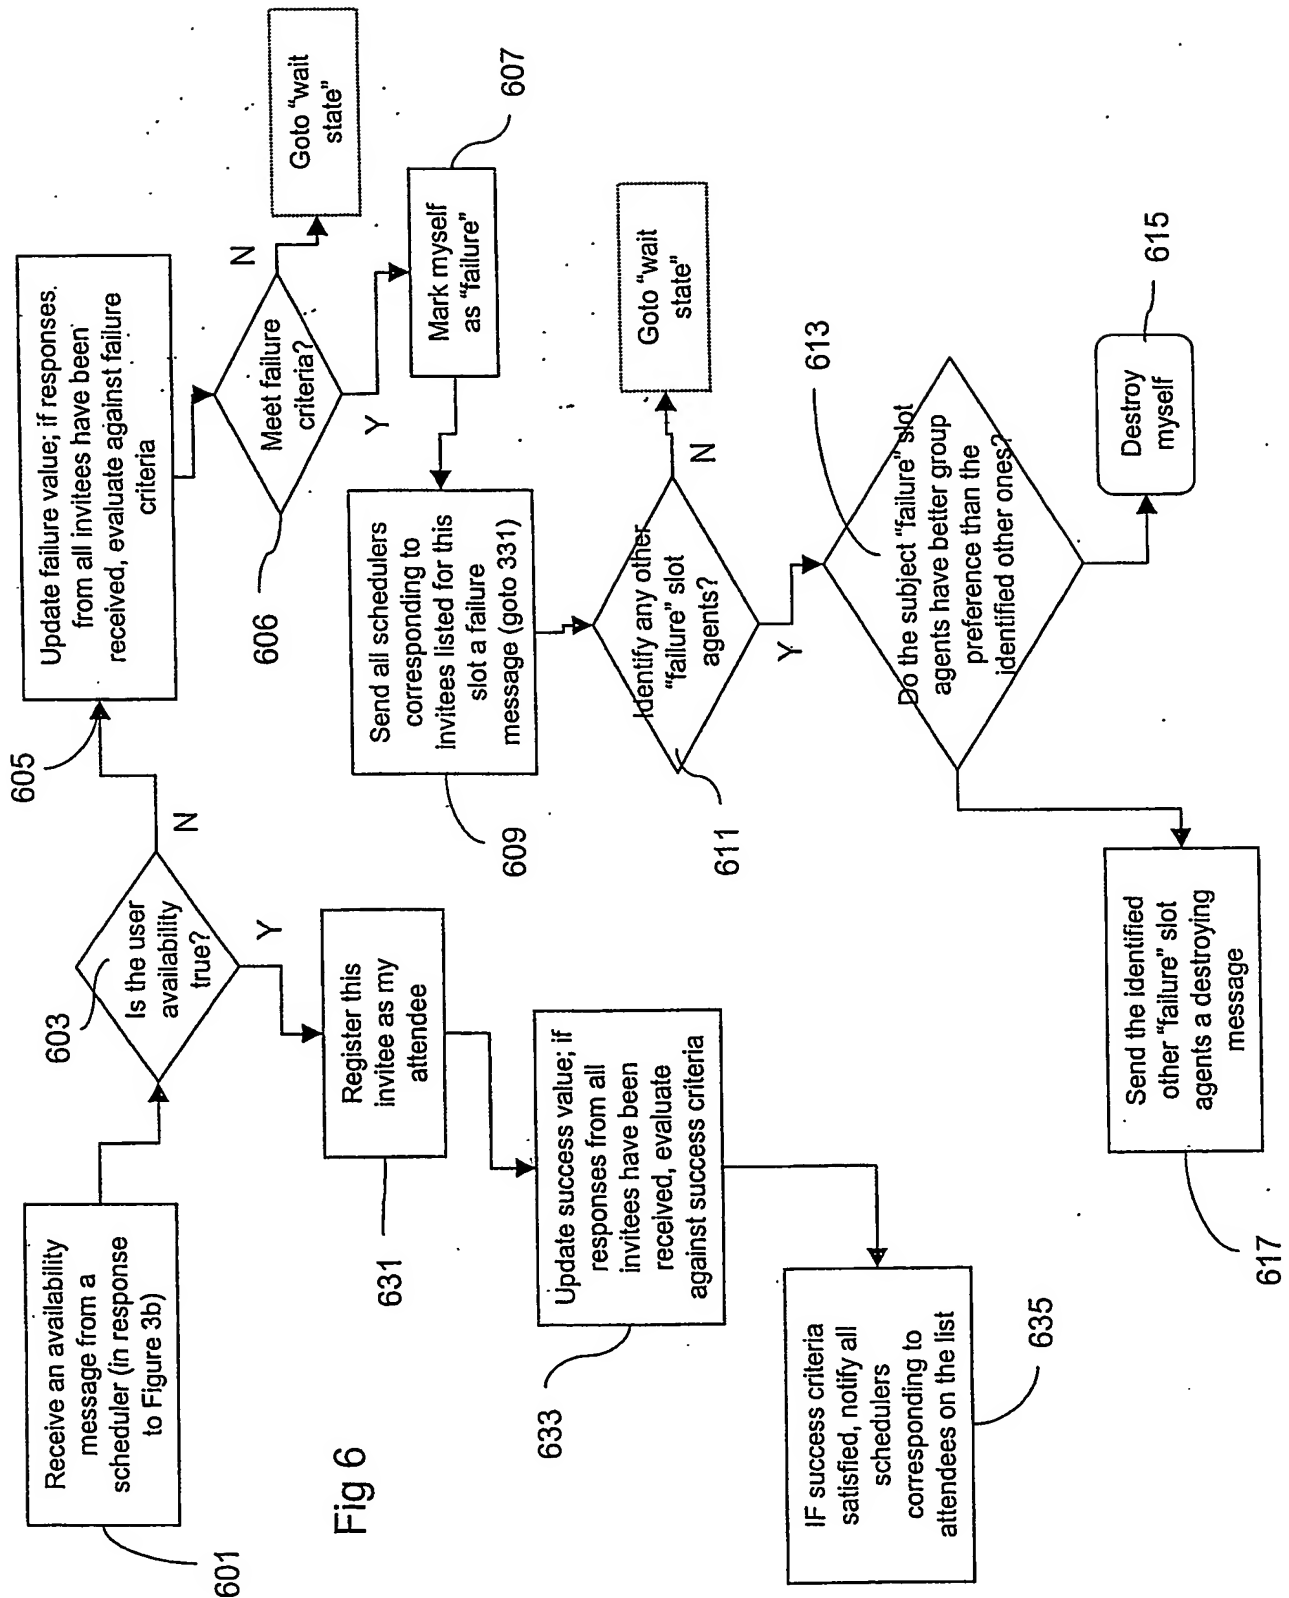 Receive an availability
message from a
scheduler (in response
to Figure 3b)
601
Is the user
availability
true?
603
N
Y
605
Update failure value; if responses.
from all invitees have been
received, evaluate against failure
criteria
Meet failure
criteria?
606
N
Goto "wait
state"
Y
Mark myself
as "failure"
607
Send all schedulers
corresponding to
invitees listed for this
slot a failure
message (goto 331)
609
Identify any other
"failure" slot
agents?
611
N
Goto "wait
state"
Y
613
Do the subject "failure" slot
agents have better group
preference than the
identified other ones?
Destroy
myself
615
Send the identified
other "failure" slot
agents a destroying
message
617
Register this
invitee as my
attendee
631
Update success value; if
responses from all
invitees have been
received, evaluate
against success criteria
633
IF success criteria
satisfied, notify all
schedulers
corresponding to
attendees on the list
635
Fig 6